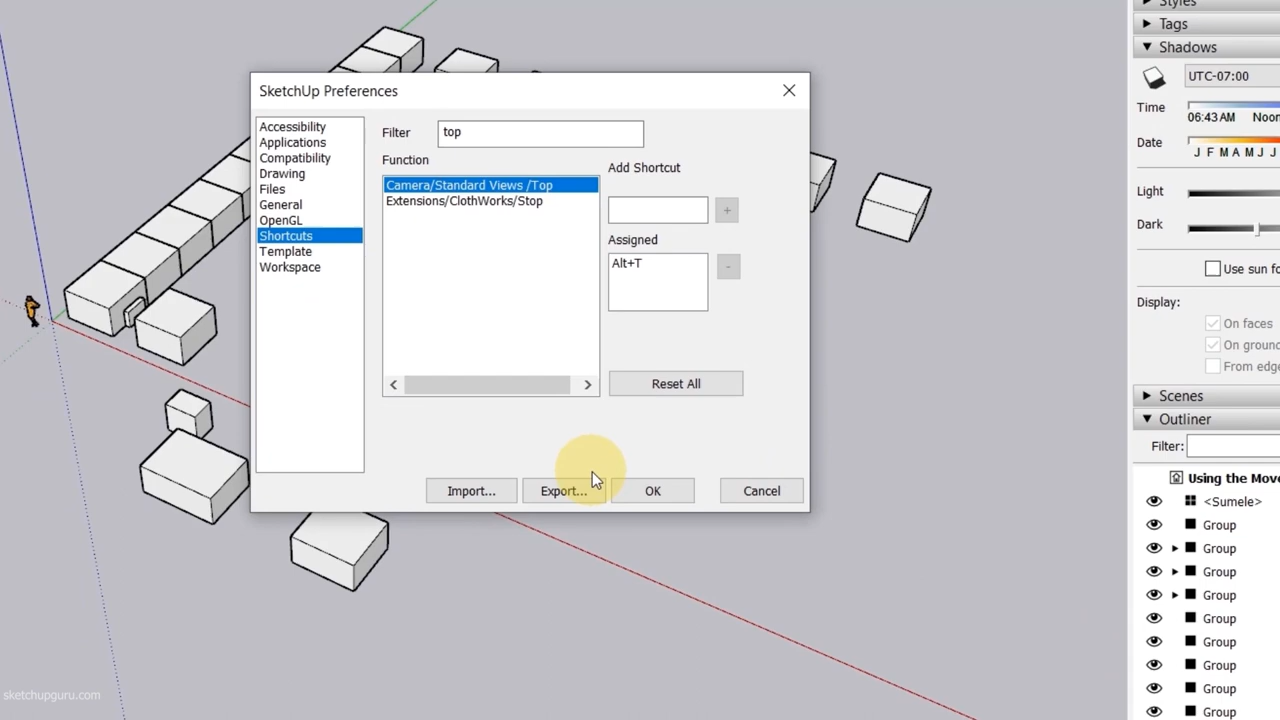 SketchUp Preferences
Accessibility
Applications
Compatibility
Drawing
Files
General
OpenGL
Shortcuts
Template
Workspace
Filter
top
Function
Camera/Standard Views /Top
Extensions/ClothWorks/Stop
Add Shortcut
+
Assigned
Alt+T
-
Reset All
Import...
Export...
OK
Cancel
Styles
Tags
Shadows
UTC-07:00
Time
06:43 AM Noon
Date
J F M A M J J
Light
Dark
Use sun fo
Display:
On faces
On ground
From edge
Scenes
Outliner
Filter:
Using the Move
<Sumele>
Group
Group
Group
Group
Group
Group
Group
Group
Group
sketchupguru.com